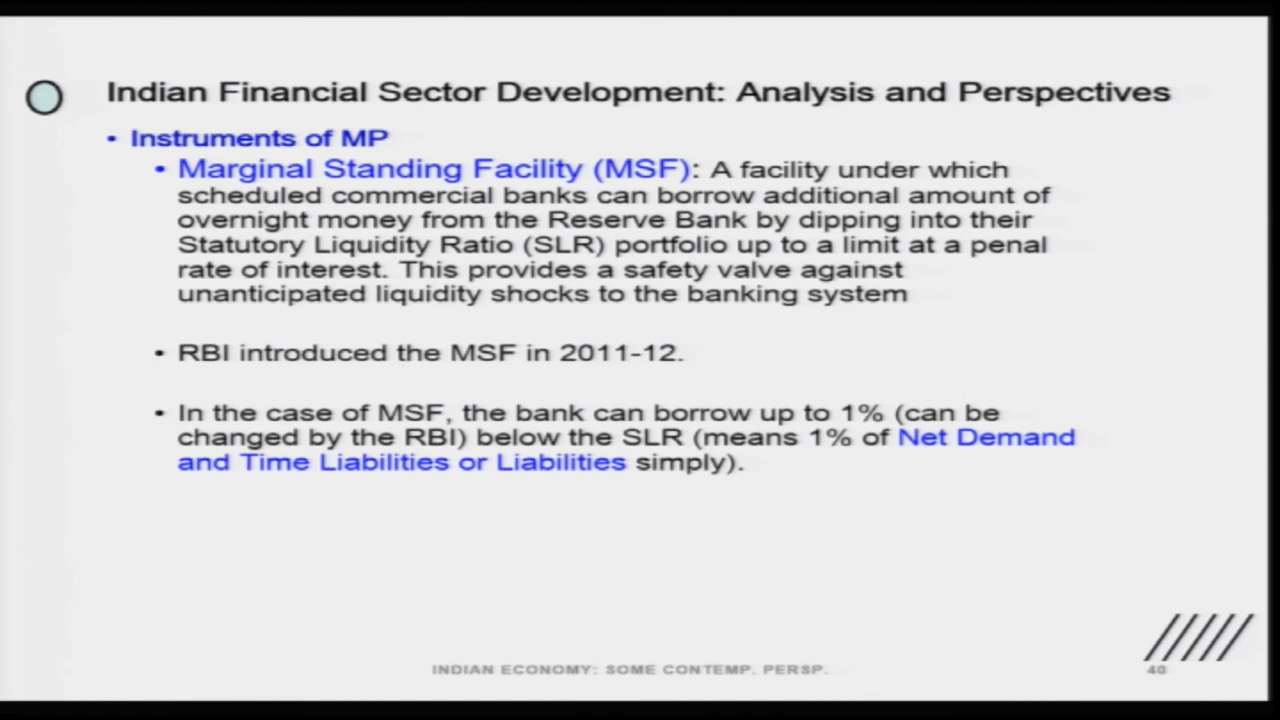 Indian Financial Sector Development: Analysis and Perspectives
• Instruments of MP
• Marginal Standing Facility (MSF): A facility under which
scheduled commercial banks can borrow additional amount of
overnight money from the Reserve Bank by dipping into their
Statutory Liquidity Ratio (SLR) portfolio up to a limit at a penal
rate of interest. This provides a safety valve against
unanticipated liquidity shocks to the banking system
• RBI introduced the MSF in 2011-12.
• In the case of MSF, the bank can borrow up to 1% (can be
changed by the RBI) below the SLR (means 1% of Net Demand
and Time Liabilities or Liabilities simply).
INDIAN ECONOMY: SOME CONTEMP. PERSP.
40